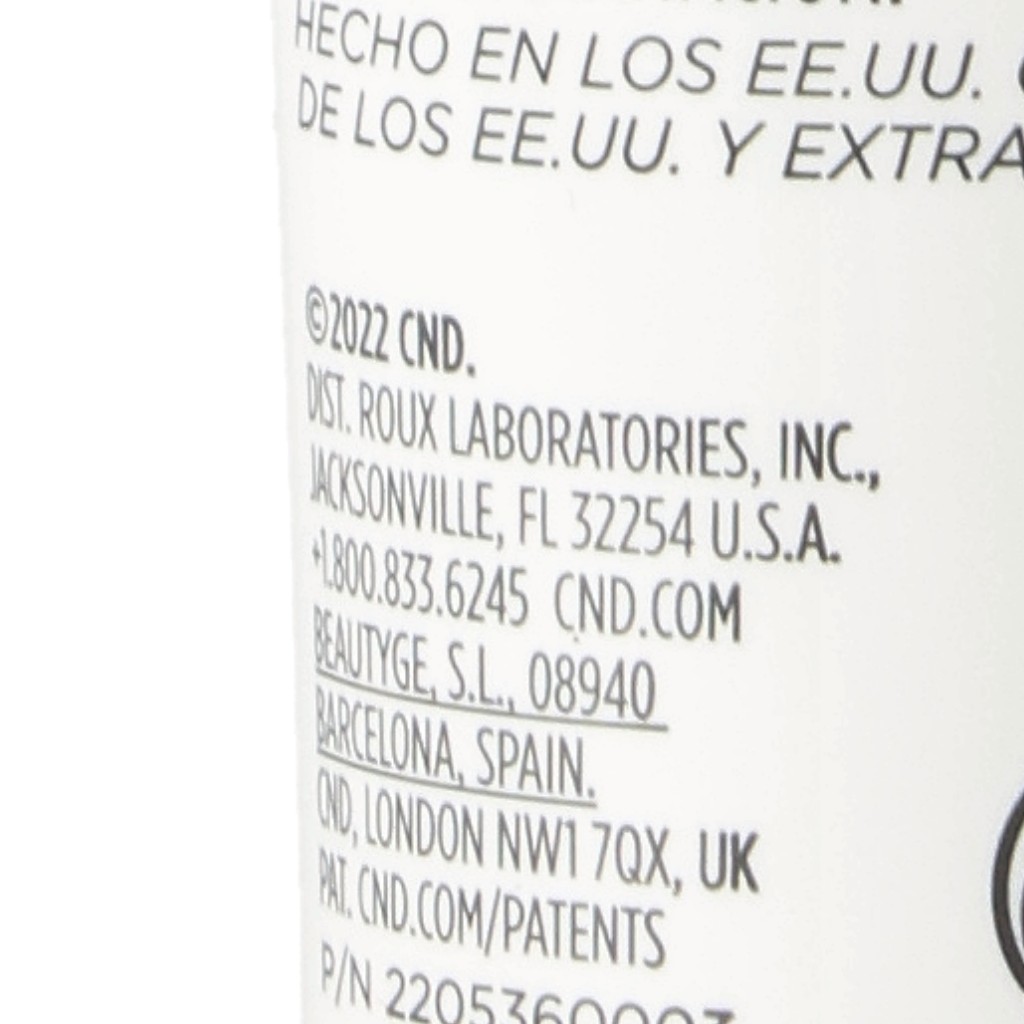 HECHO EN LOS EE.UU.
DE LOS EE.UU. Y EXTRA
©2022 CND.
DIST. ROUX LABORATORIES, INC.,
JACKSONVILLE, FL 32254 U.S.A.
+1.800.833.6245 CND.COM
BEAUTYGE, S.L., 08940
BARCELONA, SPAIN.
CND, LONDON NW1 7QX, UK
PAT. CND.COM/PATENTS
P/N